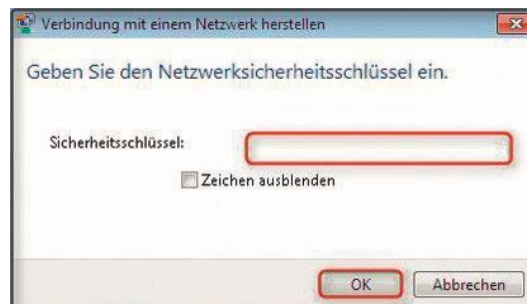 Verbindung mit einem Netzwerk herstellen
Geben Sie den Netzwerksicherheitsschlüssel ein.
Sicherheitsschlüssel:
Zeichen ausblenden
OK
Abbrechen